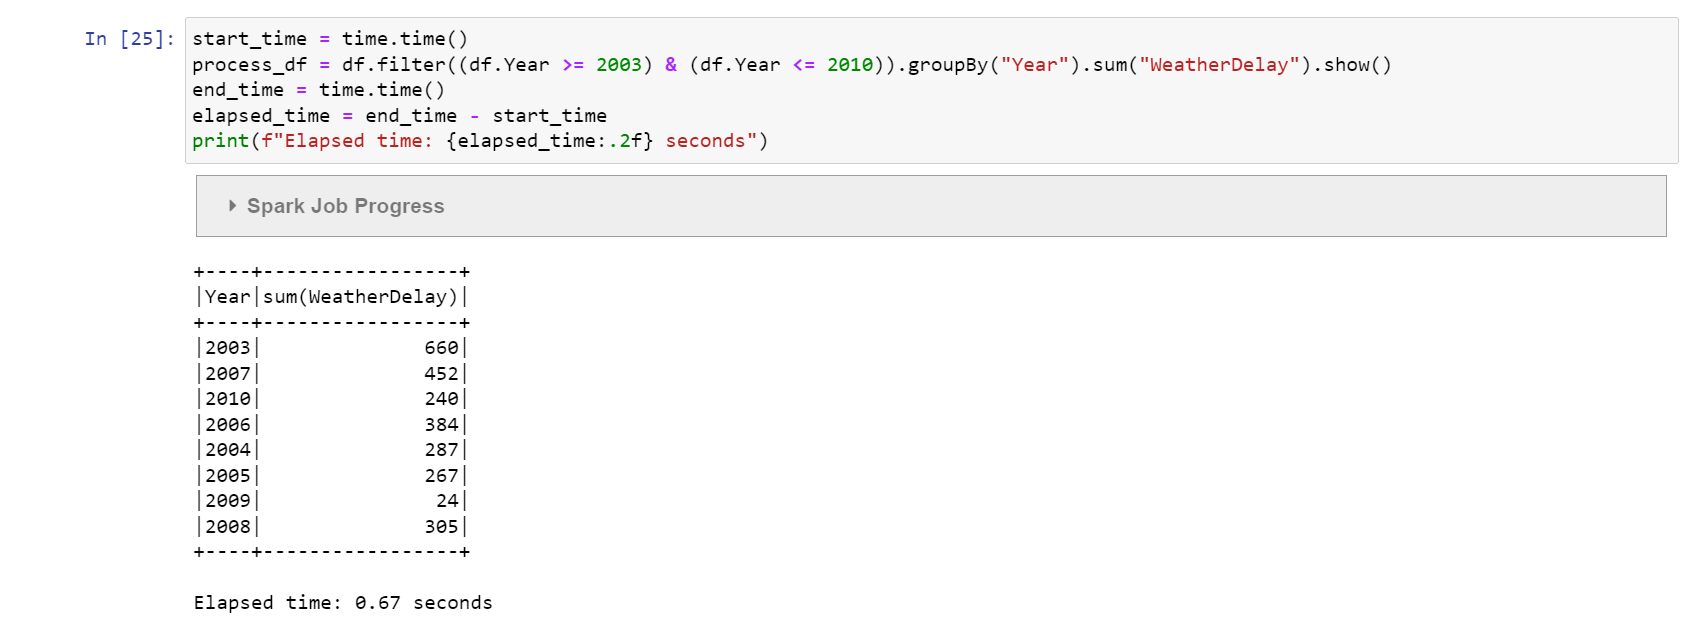 In [25]: start_time = time.time()
process_df = df.filter((df.Year >= 2003) & (df.Year <= 2010)).groupBy("Year").sum("WeatherDelay").show()
end_time = time.time()
elapsed_time = end_time - start_time
print(f"Elapsed time: {elapsed_time:.2f} seconds")
Spark Job Progress
+----+-----------------+
|Year|sum(WeatherDelay)|
+----+-----------------+
|2003|              660|
|2007|              452|
|2010|              240|
|2006|              384|
|2004|              287|
|2005|              267|
|2009|               24|
|2008|              305|
+----+-----------------+
Elapsed time: 0.67 seconds